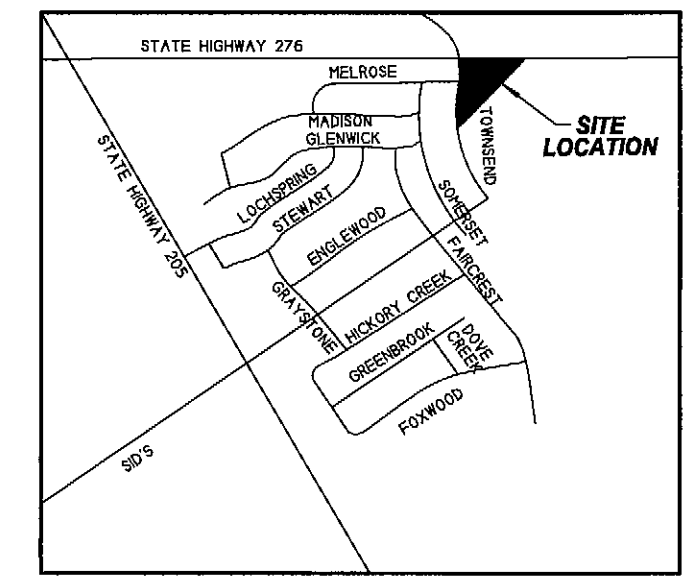 STATE HIGHWAY 276
MELROSE
MADISON
GLENWICK
TOWNSEND
SITE
LOCATION
STATE HIGHWAY 205
LOCHSPRING
STEWART
SOMERSET
ENGLEWOOD
FAIRCREST
GRAYSTONE
HICKORY CREEK
GREENBROOK
DOVE
CREEK
FOXWOOD
SID'S